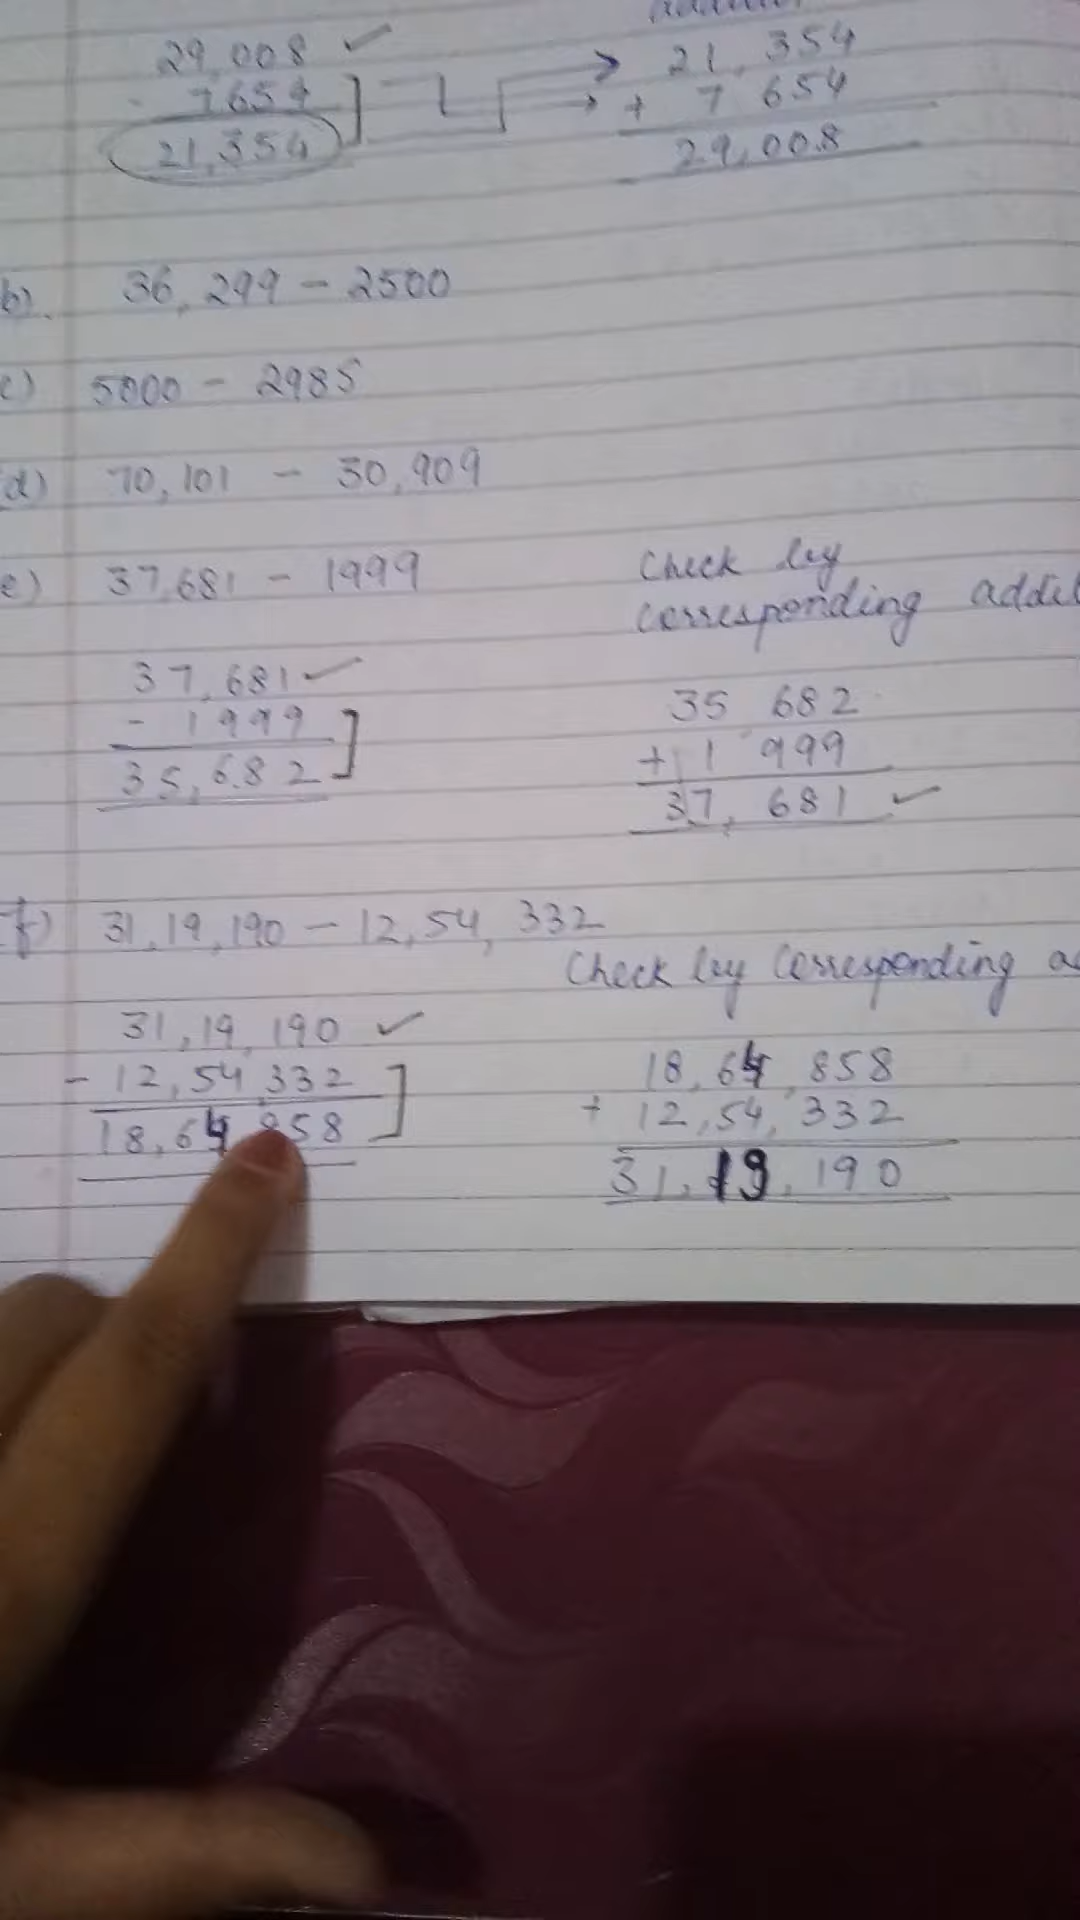 29,008 ✓
- 7654
21,354
21,354
+ 7 654
29,008
b) 36,299 - 2500
c) 5000 - 2985
d) 70,101 - 30,909
e) 37,681 - 1999
Check by
corresponding addit
37,681 ✓
- 1999
35,682
35 682
+ 1 999
37,681 ✓
f) 31,19,190 - 12,54,332
Check by Corresponding ad
31,19,190 ✓
- 12,54,332
18,64,858
18,64,858
+ 12,54,332
31,19,190